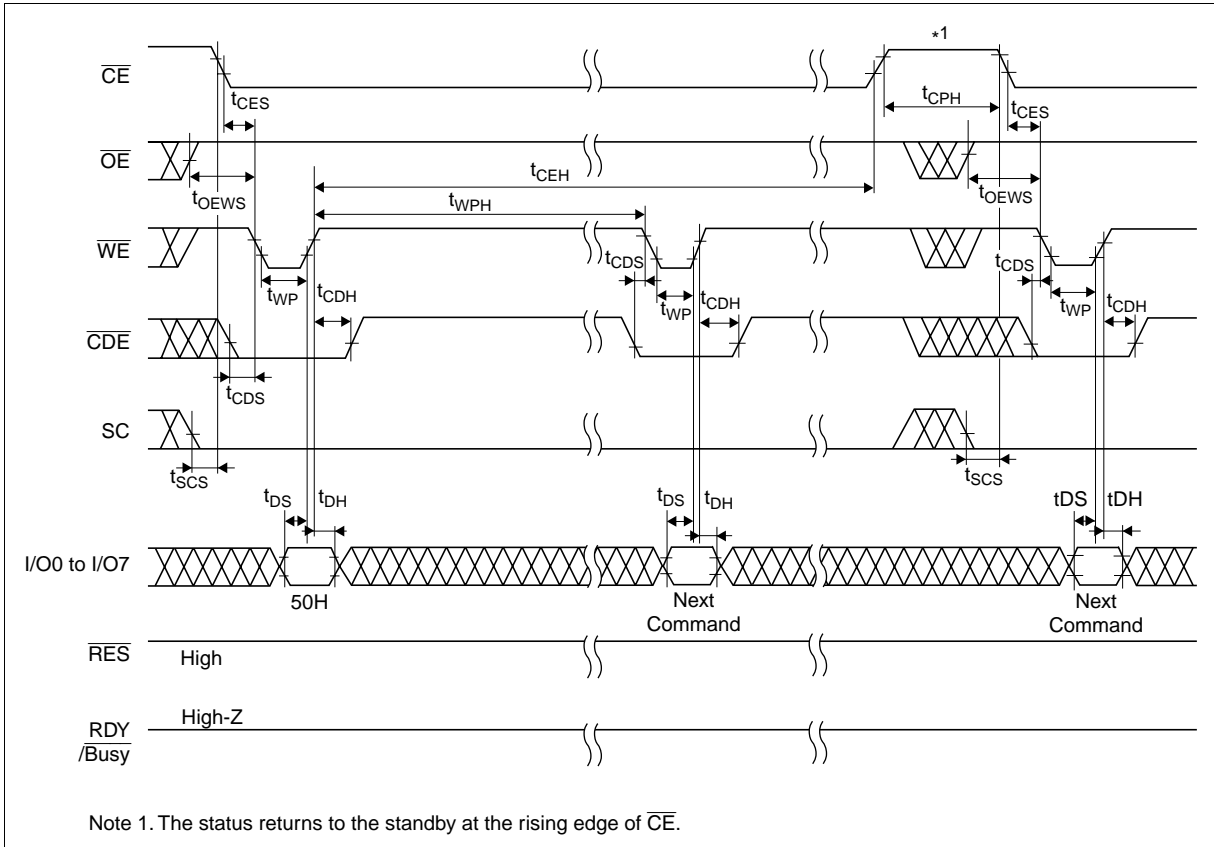 *1
CE
tCPH
tCES
tCES
OE
tCEH
tOEWS
tOEWS
tWPH
WE
tCDS
tCDS
tWP
tCDH
tWP
tCDH
tWP
tCDH
CDE
tCDS
SC
tSCS
tSCS
tDS
tDH
tDS
tDH
tDS
tDH
I/O0 to I/O7
50H
Next
Command
Next
Command
RES
High
High-Z
RDY
/Busy
Note 1. The status returns to the standby at the rising edge of CE.